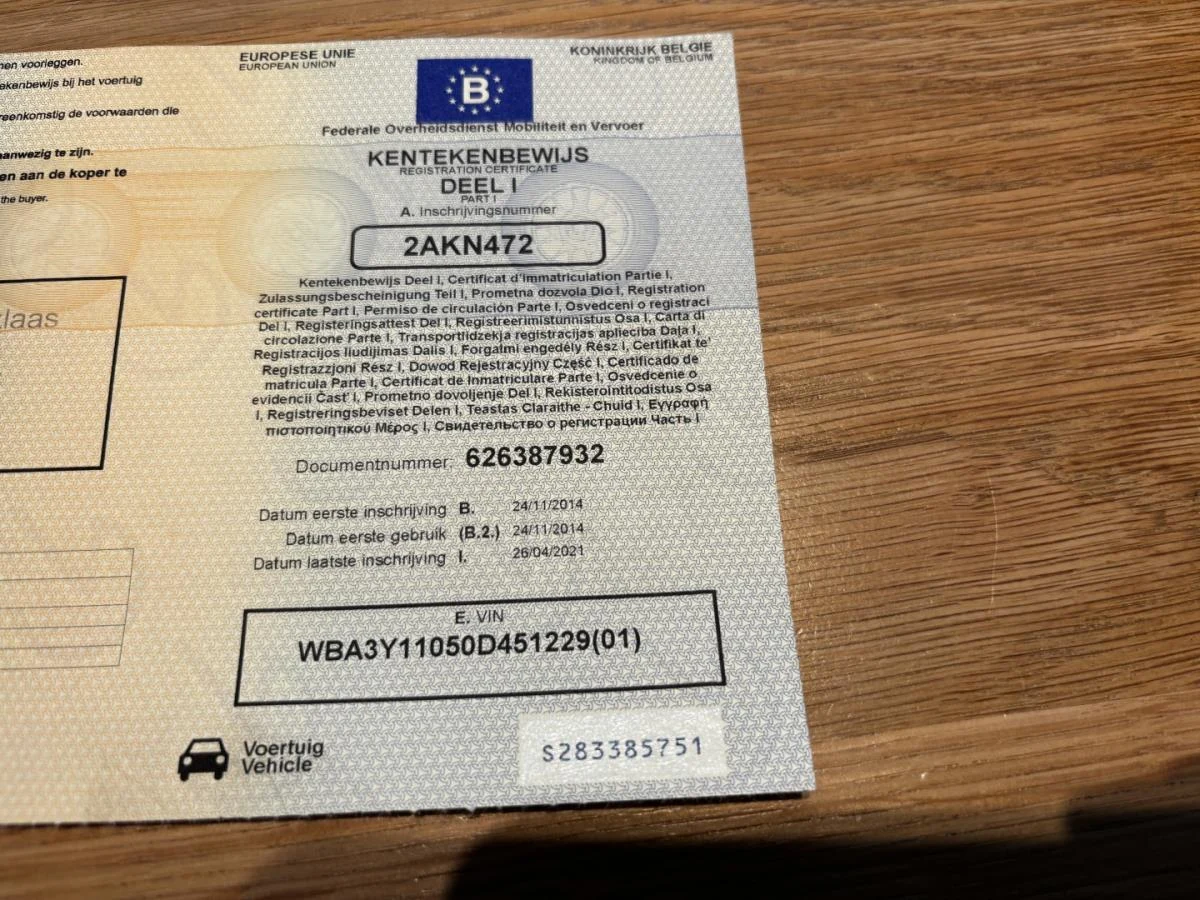 en voorleggen.
ekenbewijs bij het voertuig
reenkomstig de voorwaarden die
anwezig te zijn.
en aan de koper te
the buyer.
laas
EUROPESE UNIE
EUROPEAN UNION
B
KONINKRIJK BELGIE
KINGDOM OF BELGIUM
Federale Overheidsdienst Mobiliteit en Vervoer
KENTEKENBEWIJS
REGISTRATION CERTIFICATE
DEEL I
PART I
A. Inschrijvingsnummer
2AKN472
Kentekenbewijs Deel I, Certificat d'immatriculation Partie I,
Zulassungsbescheinigung Teil I, Prometna dozvola Dio I, Registration
certificate Part I, Permiso de circulación Parte I, Osvedceni o registraci
Del I, Registeringsattest Del I, Registreerimistunnistus Osa I, Carta di
circolazione Parte I, Transportlidzekja registracijas aplieciba Daļa I,
Registracijos liudijimas Dalis I, Forgalmi engedély Rész I, Certifikat te'
Registrazzjoni Rész I, Dowod Rejestracyjny Część I, Certificado de
matricula Parte I, Certificat de Inmatriculare Parte I, Osvedcenie o
evidencii Cast' I, Prometno dovoljenje Del I, Rekisterointitodistus Osa
I, Registreringsbeviset Delen I, Teastas Claraithe - Chuid I, Εγγραφή
πιστοποιητικού Μέρος I, Свидетельство о регистрации Часть I
Documentnummer: 626387932
Datum eerste inschrijving B. 24/11/2014
Datum eerste gebruik (B.2.) 24/11/2014
Datum laatste inschrijving I. 26/04/2021
E. VIN
WBA3Y11050D451229(01)
Voertuig
Vehicle
S283385751